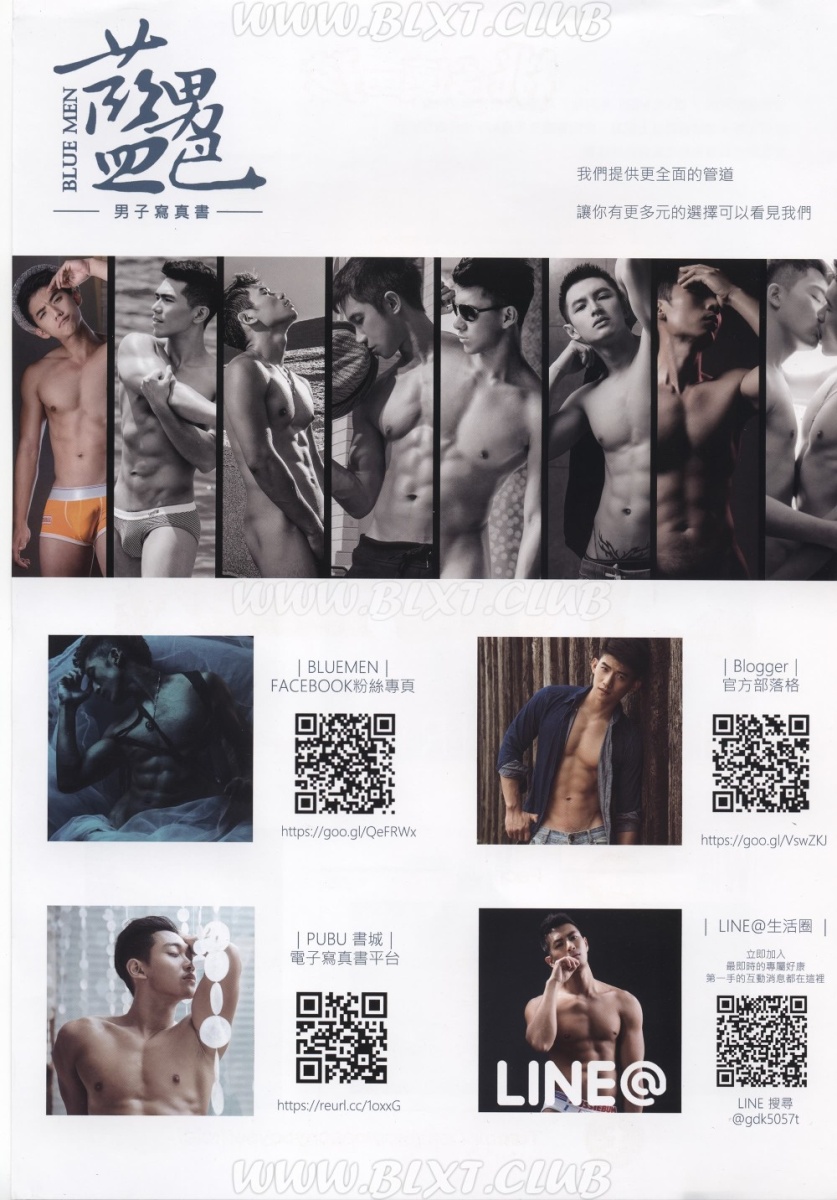 WWW.BLXT.CLUB
BLUE MEN
藍男色
男子寫真書
我們提供更全面的管道
讓你有更多元的選擇可以看見我們
WWW.BLXT.CLUB
| BLUEMEN |
FACEBOOK粉絲專頁
https://goo.gl/QeFRWx
| Blogger |
官方部落格
https://goo.gl/VswZKJ
| PUBU 書城 |
電子寫真書平台
https://reurl.cc/1oxxG
LINE@
| LINE@生活圈 |
立即加入
最即時的專屬好康
第一手的互動消息都在這裡
LINE 搜尋
@gdk5057t
WWW.BLXT.CLUB